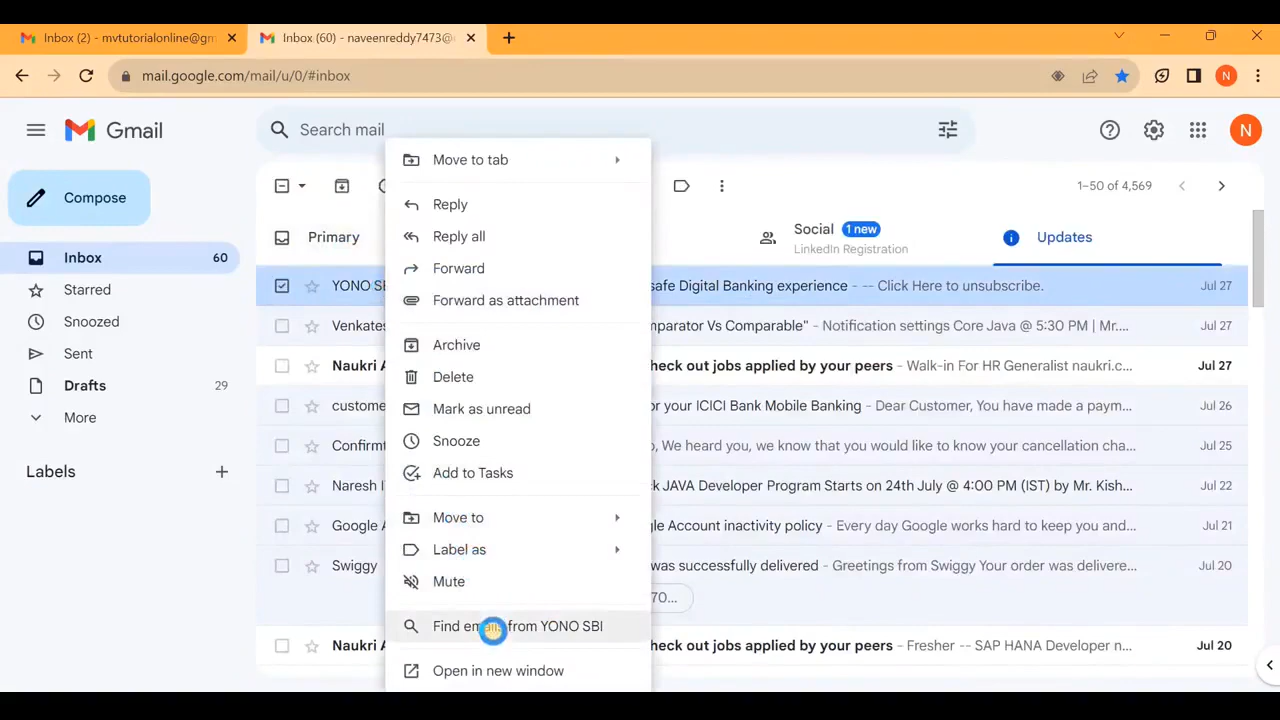 Inbox (2) - mvtutorialonline@gm
Inbox (60) - naveenreddy7473@
mail.google.com/mail/u/0/#inbox
N
Gmail
Search mail
N
Compose
Inbox 60
Starred
Snoozed
Sent
Drafts 29
More
Labels
Move to tab
Reply
Reply all
Forward
Forward as attachment
Archive
Delete
Mark as unread
Snooze
Add to Tasks
Move to
Label as
Mute
Find from YONO SBI
Open in new window
1–50 of 4,569
Primary
Social 1 new
LinkedIn Registration
Updates
YONO safe Digital Banking experience - -- Click Here to unsubscribe. Jul 27
Vs Comparable" - Notification settings Core Java @ 5:30 PM | Mr.... Jul 27
Naukri out jobs applied by your peers - Walk-in For HR Generalist naukri.c... Jul 27
your ICICI Bank Mobile Banking - Dear Customer, You have made a paym... Jul 26
We heard you, we know that you would like to know your cancellation cha... Jul 25
Naresh JAVA Developer Program Starts on 24th July @ 4:00 PM (IST) by Mr. Kish... Jul 22
Google Account inactivity policy - Every day Google works hard to keep you and... Jul 21
Swiggy was successfully delivered - Greetings from Swiggy Your order was delivere... Jul 20
70...
Naukri out jobs applied by your peers - Fresher -- SAP HANA Developer n... Jul 20